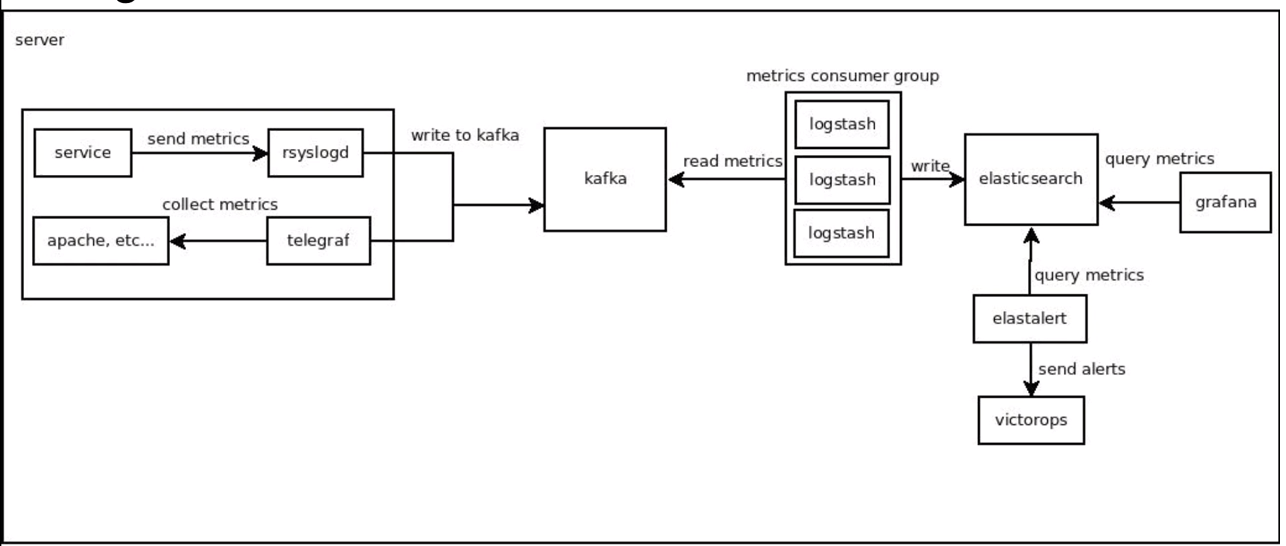 server
metrics consumer group
service
send metrics
rsyslogd
write to kafka
collect metrics
apache, etc...
telegraf
kafka
read metrics
logstash
logstash
logstash
write
elasticsearch
query metrics
grafana
query metrics
elastalert
send alerts
victorops